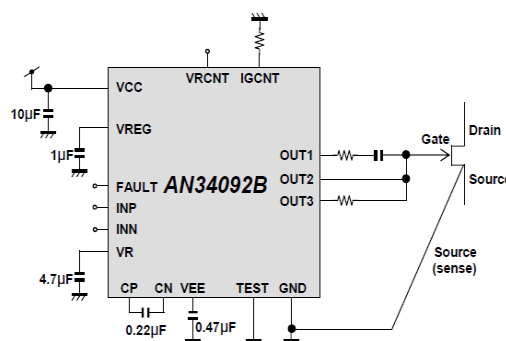 VRCNT IGCNT
VCC
10µF
VREG
1µF
OUT1
Gate
Drain
FAULT AN34092B OUT2
Source
INP
OUT3
INN
VR
Source
(sense)
4.7µF
CP CN VEE TEST GND
0.22µF 0.47µF